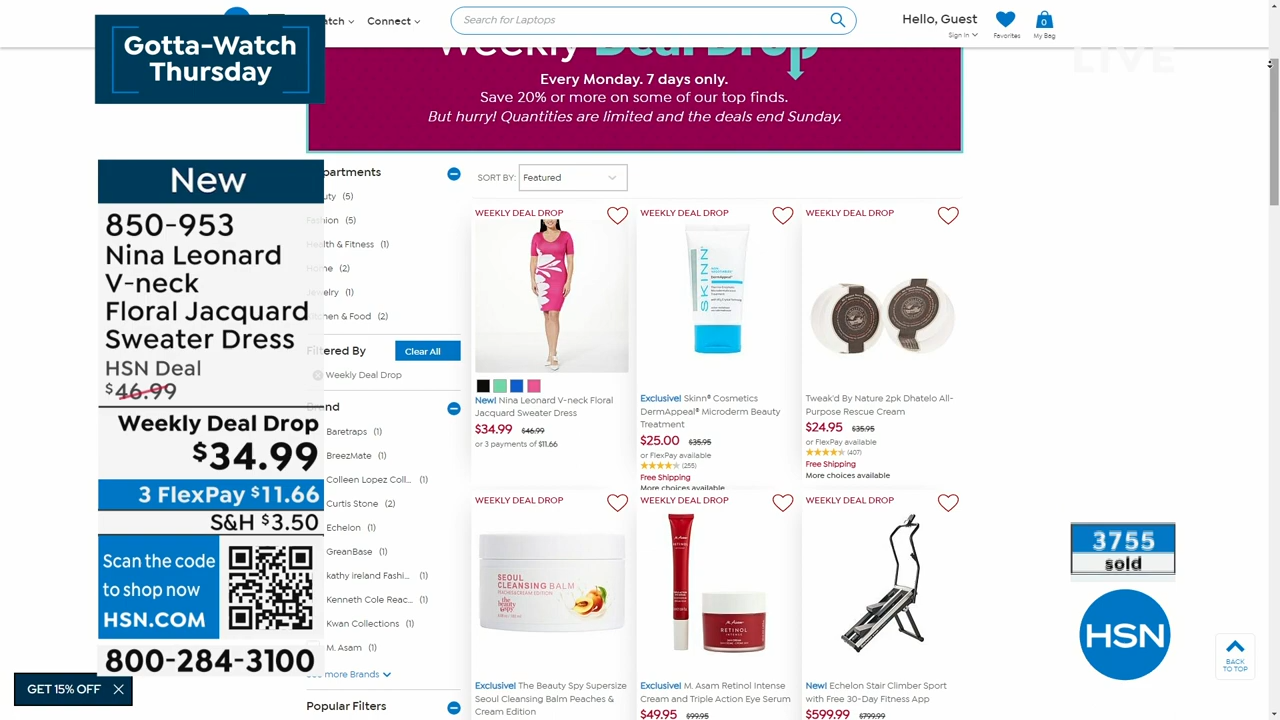 Connect
Search for Laptops
Hello, Guest
Sign In
Favorites
0
My Bag
Gotta-Watch
Thursday
LIVE
Weekly Deal Drop
Every Monday. 7 days only.
Save 20% or more on some of our top finds.
But hurry! Quantities are limited and the deals end Sunday.
New
850-953
Nina Leonard
V-neck
Floral Jacquard
Sweater Dress
HSN Deal
$46.99
Weekly Deal Drop
$34.99
3 FlexPay $11.66
S&H $3.50
Scan the code
to shop now
HSN.COM
800-284-3100
GET 15% OFF
partments
uty (5)
Fashion (5)
Health & Fitness (1)
Home (2)
Jewelry (1)
Kitchen & Food (2)
Filtered By
Clear All
Weekly Deal Drop
Brand
Baretraps (1)
BreezMate (1)
Colleen Lopez Coll... (1)
Curtis Stone (2)
Echelon (1)
GreanBase (1)
kathy ireland Fashi... (1)
Kenneth Cole Reac... (1)
Kwan Collections (1)
M. Asam (1)
See more Brands
Popular Filters
SORT BY: Featured
WEEKLY DEAL DROP
New! Nina Leonard V-neck Floral
Jacquard Sweater Dress
$34.99 $46.99
or 3 payments of $11.66
WEEKLY DEAL DROP
SKINN
Exclusive! Skinn® Cosmetics
DermAppeal® Microderm Beauty
Treatment
$25.00 $35.95
or FlexPay available
(255)
Free Shipping
More choices available
WEEKLY DEAL DROP
Tweak'd By Nature 2pk Dhatelo All-
Purpose Rescue Cream
$24.95 $35.95
or FlexPay available
(407)
Free Shipping
More choices available
WEEKLY DEAL DROP
SEOUL
CLEANSING BALM
PEACHES & CREAM EDITION
the
beauty
spy
Exclusive! The Beauty Spy Supersize
Seoul Cleansing Balm Peaches &
Cream Edition
WEEKLY DEAL DROP
M. Asam
RETINOL
INTENSE
Exclusive! M. Asam Retinol Intense
Cream and Triple Action Eye Serum
$49.95 $99.95
WEEKLY DEAL DROP
New! Echelon Stair Climber Sport
with Free 30-Day Fitness App
$599.99 $799.99
3755
sold
HSN
BACK
TO TOP